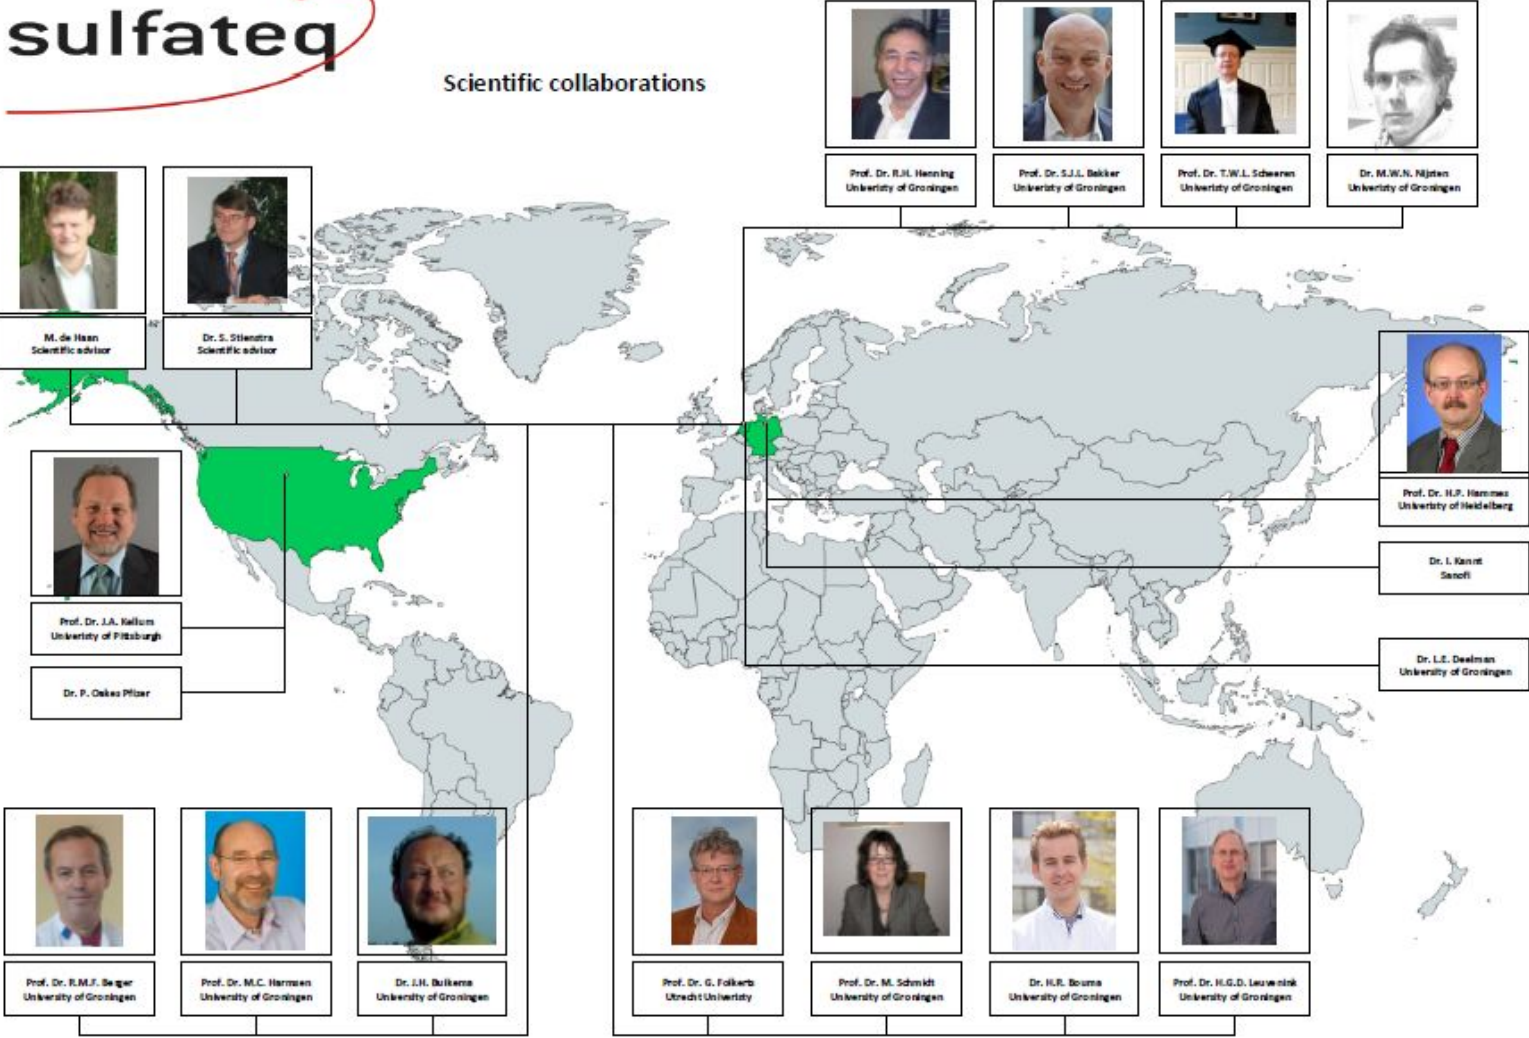 sulfateq
Scientific collaborations
Prof. Dr. R.H. Henning
Univeristy of Groningen
Prof. Dr. S.J.L. Bakker
Univeristy of Groningen
Prof. Dr. T.W.L. Scheeren
Univeristy of Groningen
Dr. M.W.N. Nijsten
Univeristy of Groningen
M. de Haan
Scientific advisor
Dr. S. Stienstra
Scientific advisor
Prof. Dr. H.P. Hammes
Univeristy of Heidelberg
Dr. I. Kannt
Sanofi
Prof. Dr. J.A. Kellum
Univeristy of Pittsburgh
Dr. P. Oakes Pfizer
Dr. L.E. Deelman
University of Groningen
Prof. Dr. R.M.F. Berger
University of Groningen
Prof. Dr. M.C. Harmsen
University of Groningen
Dr. J.H. Buikema
University of Groningen
Prof. Dr. G. Folkerts
Utrecht Univeristy
Prof. Dr. M. Schmidt
University of Groningen
Dr. H.R. Bouma
University of Groningen
Prof. Dr. H.G.D. Leuvenink
University of Groningen